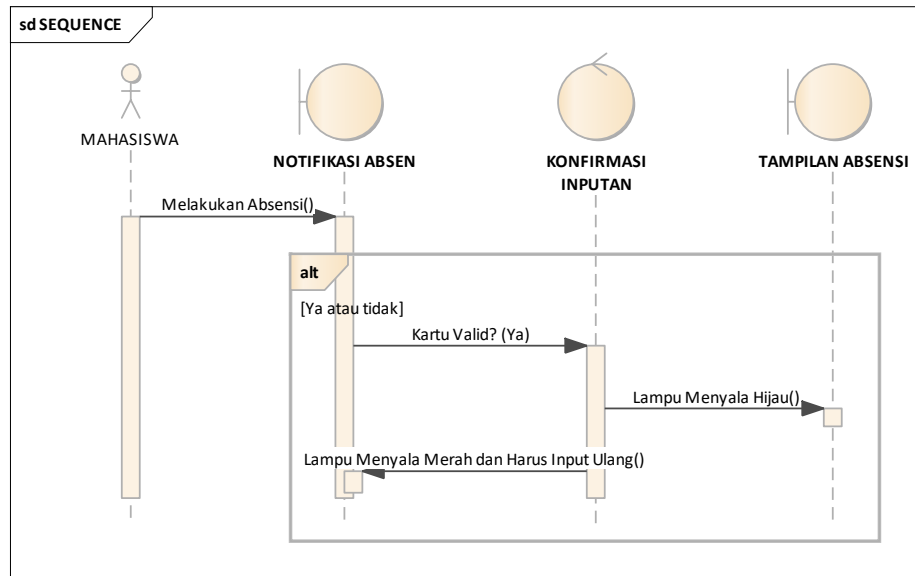 sd SEQUENCE
MAHASISWA
NOTIFIKASI ABSEN
KONFIRMASI
INPUTAN
TAMPILAN ABSENSI
Melakukan Absensi()
alt
[Ya atau tidak]
Kartu Valid? (Ya)
Lampu Menyala Hijau()
Lampu Menyala Merah dan Harus Input Ulang()